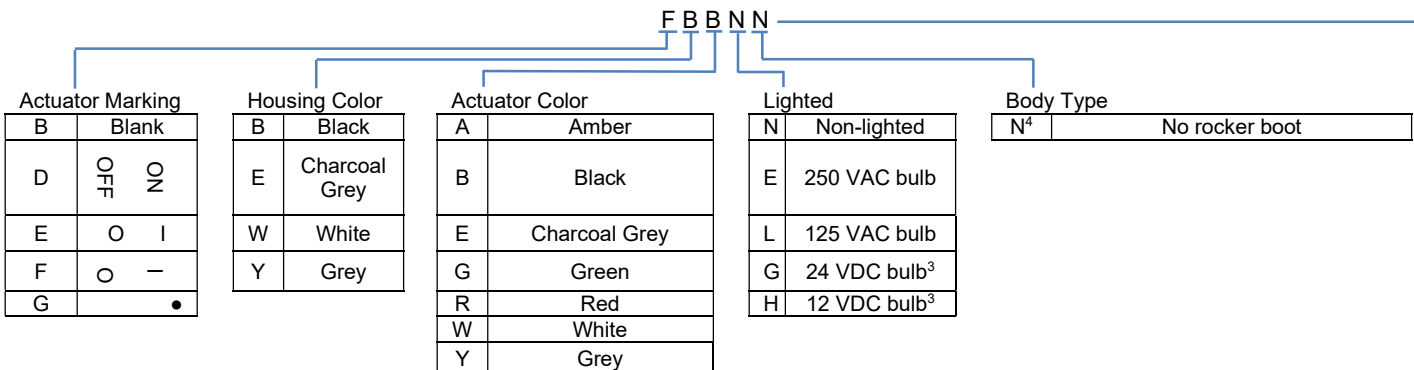 F B B N N
Actuator Marking
B Blank
D OFF ON
E O I
F O –
G ●
Housing Color
B Black
E Charcoal
Grey
W White
Y Grey
Actuator Color
A Amber
B Black
E Charcoal Grey
G Green
R Red
W White
Y Grey
Lighted
N Non-lighted
E 250 VAC bulb
L 125 VAC bulb
G 24 VDC bulb³
H 12 VDC bulb³
Body Type
N⁴ No rocker boot